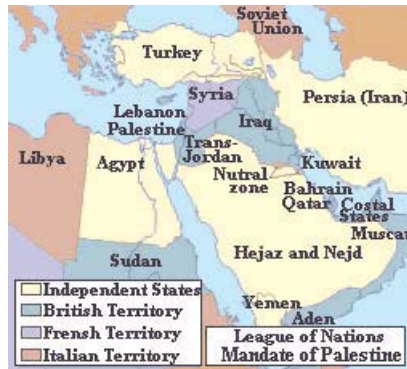 Soviet
Union
Turkey
Syria
Persia (Iran)
Lebanon
Palestine
Iraq
Libya
Agypt
Trans-
Jordan
Kuwait
Nutral
zone
Bahrain
Qatar
Costal
States
Muscat
Hejaz and Nejd
Sudan
Yemen
Aden
Independent States
British Territory
Frensh Territory
Italian Territory
League of Nations
Mandate of Palestine